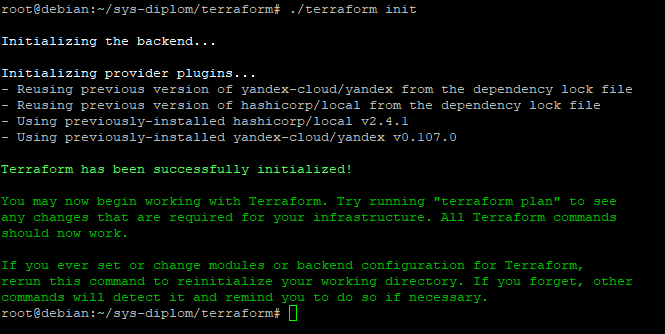 root@debian:~/sys-diplom/terraform# ./terraform init
Initializing the backend...
Initializing provider plugins...
- Reusing previous version of yandex-cloud/yandex from the dependency lock file
- Reusing previous version of hashicorp/local from the dependency lock file
- Using previously-installed hashicorp/local v2.4.1
- Using previously-installed yandex-cloud/yandex v0.107.0
Terraform has been successfully initialized!
You may now begin working with Terraform. Try running "terraform plan" to see
any changes that are required for your infrastructure. All Terraform commands
should now work.
If you ever set or change modules or backend configuration for Terraform,
rerun this command to reinitialize your working directory. If you forget, other
commands will detect it and remind you to do so if necessary.
root@debian:~/sys-diplom/terraform#